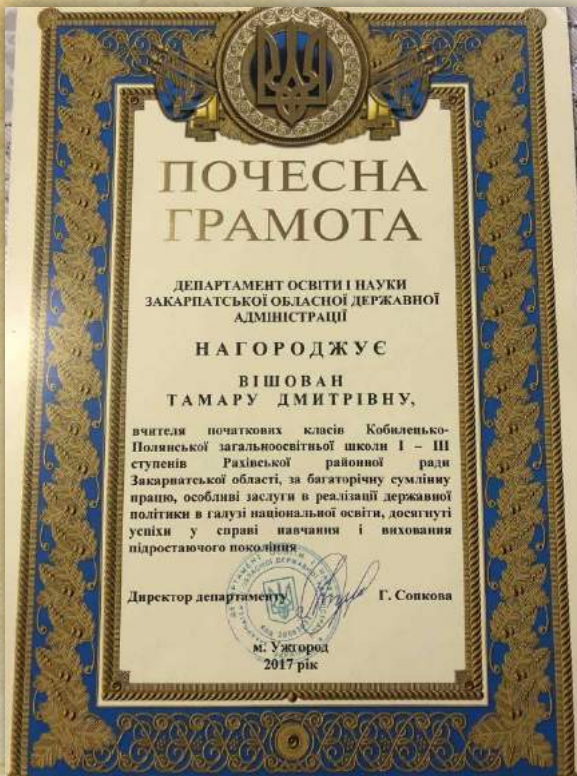 ПОЧЕСНА
ГРАМОТА
ДЕПАРТАМЕНТ ОСВІТИ І НАУКИ
ЗАКАРПАТСЬКОЇ ОБЛАСНОЇ ДЕРЖАВНОЇ
АДМІНІСТРАЦІЇ
НАГОРОДЖУЄ
ВІШОВАН
ТАМАРУ ДМИТРІВНУ,
вчителя початкових класів Кобилецько-
Полянської загальноосвітньої школи І – ІІІ
ступенів Рахівської районної ради
Закарпатської області, за багаторічну сумлінну
працю, особливі заслуги в реалізації державної
політики в галузі національної освіти, досягнуті
успіхи у справі навчання і виховання
підростаючого покоління
Директор департаменту Г. Сопкова
м. Ужгород
2017 рік